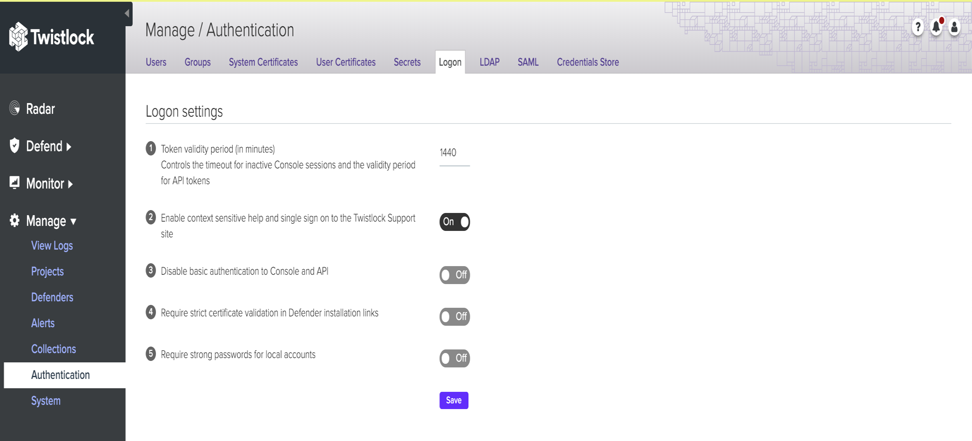 Twistlock
Manage / Authentication
?
Users Groups System Certificates User Certificates Secrets Logon LDAP SAML Credentials Store
Radar
Defend
Monitor
Manage
View Logs
Projects
Defenders
Alerts
Collections
Authentication
System
Logon settings
1 Token validity period (in minutes)
Controls the timeout for inactive Console sessions and the validity period
for API tokens
1440
2 Enable context sensitive help and single sign on to the Twistlock Support
site
On
3 Disable basic authentication to Console and API
Off
4 Require strict certificate validation in Defender installation links
Off
5 Require strong passwords for local accounts
Off
Save